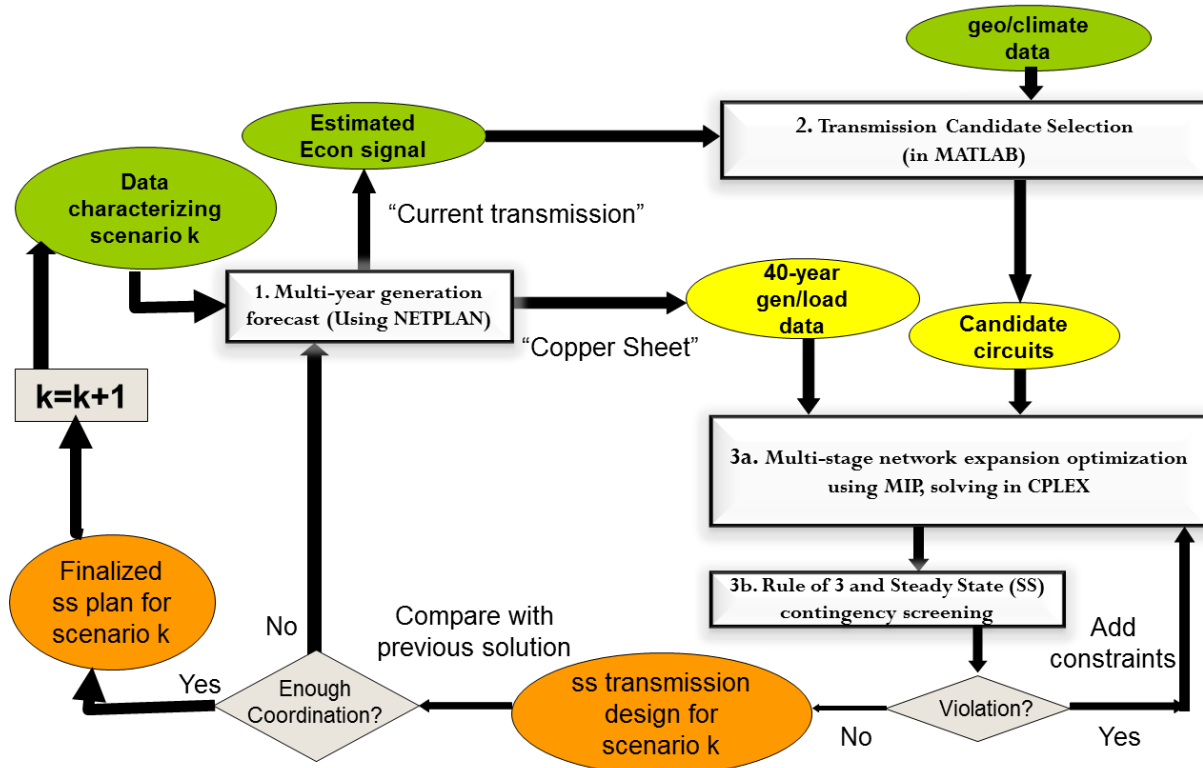 geo/climate
data
Estimated
Econ signal
2. Transmission Candidate Selection
(in MATLAB)
Data
characterizing
scenario k
“Current transmission”
1. Multi-year generation
forecast (Using NETPLAN)
40-year
gen/load
data
“Copper Sheet”
Candidate
circuits
k=k+1
3a. Multi-stage network expansion optimization
using MIP, solving in CPLEX
Finalized
ss plan for
scenario k
3b. Rule of 3 and Steady State (SS)
contingency screening
No
Compare with
previous solution
Add
constraints
Yes
Enough
Coordination?
ss transmission
design for
scenario k
No
Violation?
Yes